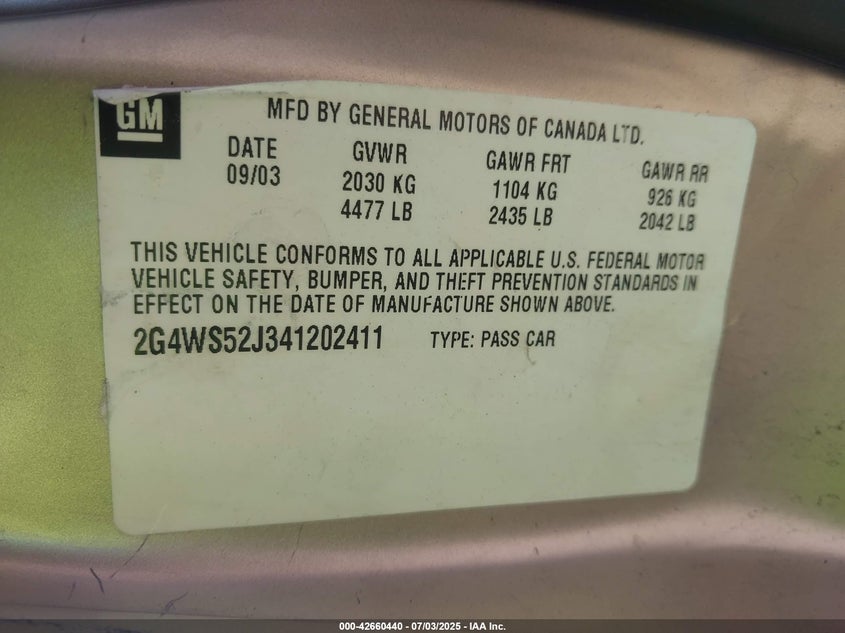 GM
MFD BY GENERAL MOTORS OF CANADA LTD.
DATE GVWR GAWR FRT GAWR RR
09/03 2030 KG 1104 KG 926 KG
4477 LB 2435 LB 2042 LB
THIS VEHICLE CONFORMS TO ALL APPLICABLE U.S. FEDERAL MOTOR
VEHICLE SAFETY, BUMPER, AND THEFT PREVENTION STANDARDS IN
EFFECT ON THE DATE OF MANUFACTURE SHOWN ABOVE.
2G4WS52J341202411 TYPE: PASS CAR
000-42660440 - 07/03/2025 - IAA Inc.